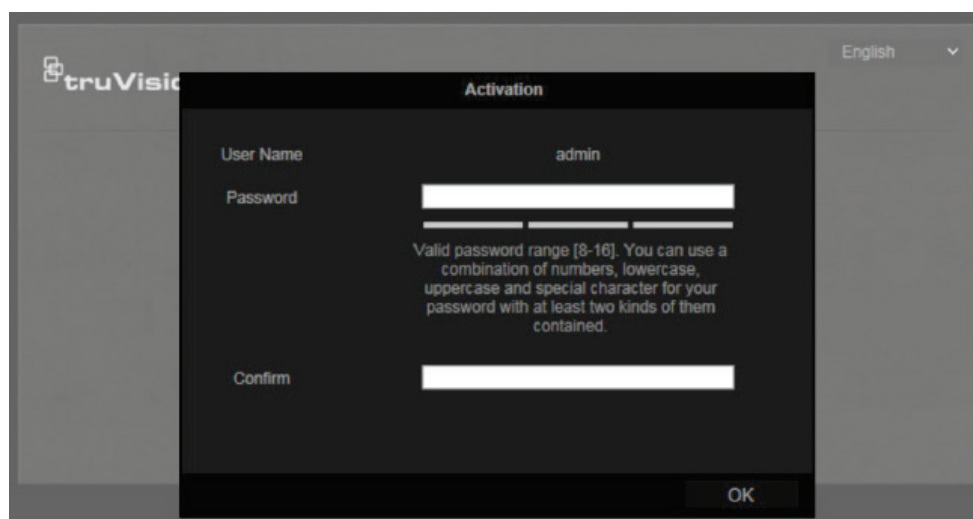 English
truVisio
Activation
User Name
admin
Password
Valid password range [8-16]. You can use a
combination of numbers, lowercase,
uppercase and special character for your
password with at least two kinds of them
contained.
Confirm
OK